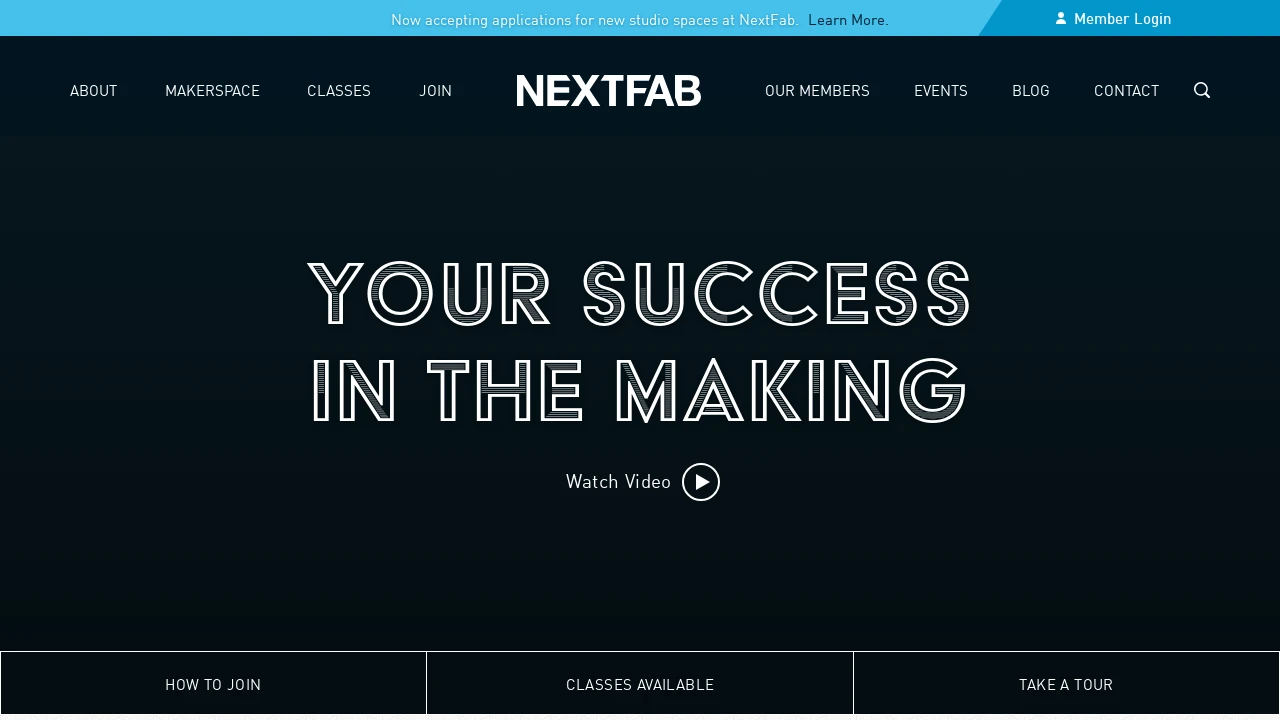 Now accepting applications for new studio spaces at NextFab. Learn More.
Member Login
ABOUT MAKERSPACE CLASSES JOIN NEXTFAB OUR MEMBERS EVENTS BLOG CONTACT
YOUR SUCCESS
IN THE MAKING
Watch Video
HOW TO JOIN CLASSES AVAILABLE TAKE A TOUR